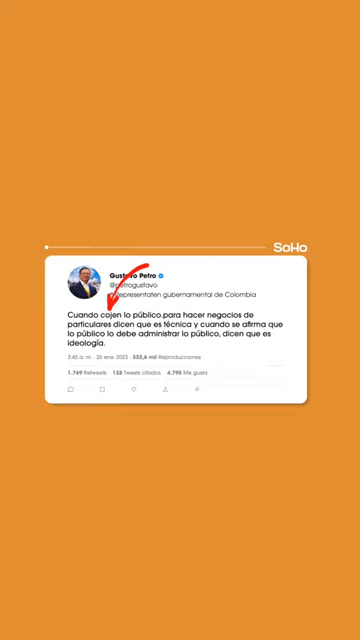 SoHo
Gustavo Petro
@petrogustavo
Representaten gubernamental de Colombia
Cuando cojen lo público.para hacer negocios de
particulares dicen que es técnica y cuando se afirma que
lo público lo debe administrar lo público, dicen que es
ideología.
3:45 a. m. · 26 ene. 2023 · 332,6 mil Reproducciones
1.769 Retweets 128 Tweets citados 4.795 Me gusta